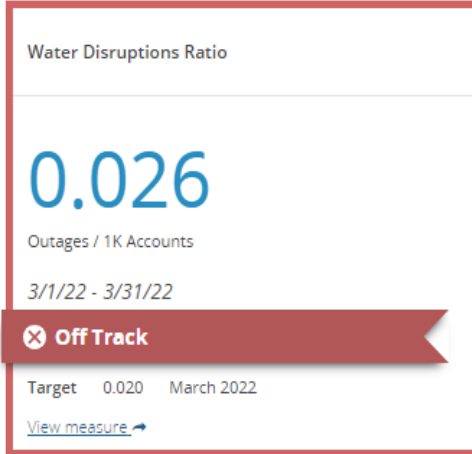 Water Disruptions Ratio
0.026
Outages / 1K Accounts
3/1/22 - 3/31/22
Off Track
Target 0.020 March 2022
View measure